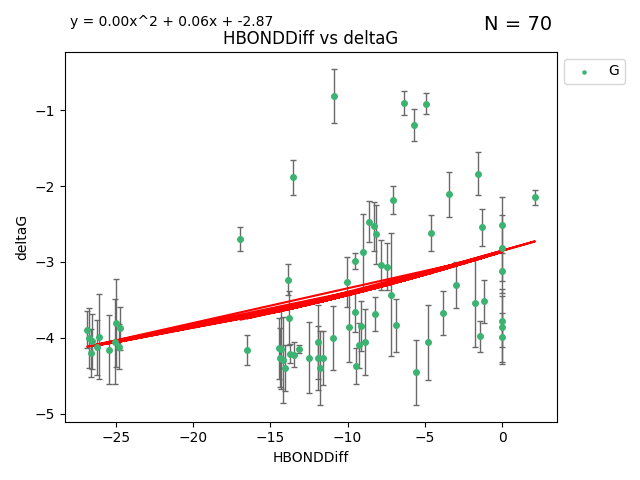 y = 0.00x^2 + 0.06x + -2.87
N = 70
HBONDDiff vs deltaG
G
deltaG
−1
−2
−3
−4
−5
−25
−20
−15
−10
−5
0
HBONDDiff